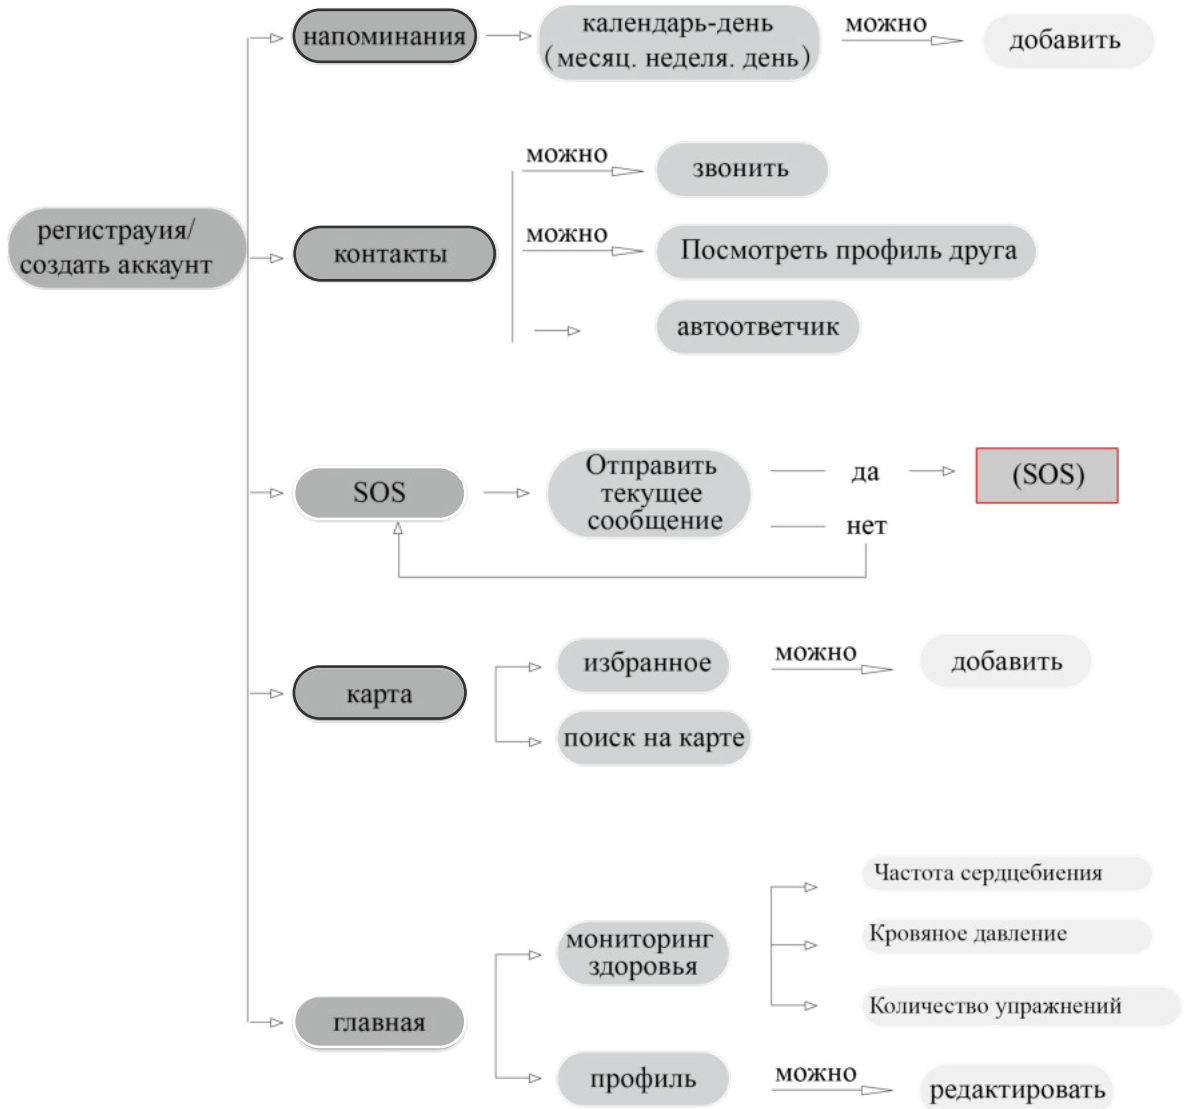 напоминания
календарь-день
(месяц. неделя. день)
можно
добавить
можно
звонить
регистрауия/
создать аккаунт
контакты
можно
Посмотреть профиль друга
автоответчик
SOS
Отправить
текущее
сообщение
да
(SOS)
нет
карта
избранное
можно
добавить
поиск на карте
главная
мониторинг
здоровья
Частота сердцебиения
Кровяное давление
Количество упражнений
профиль
можно
редактировать